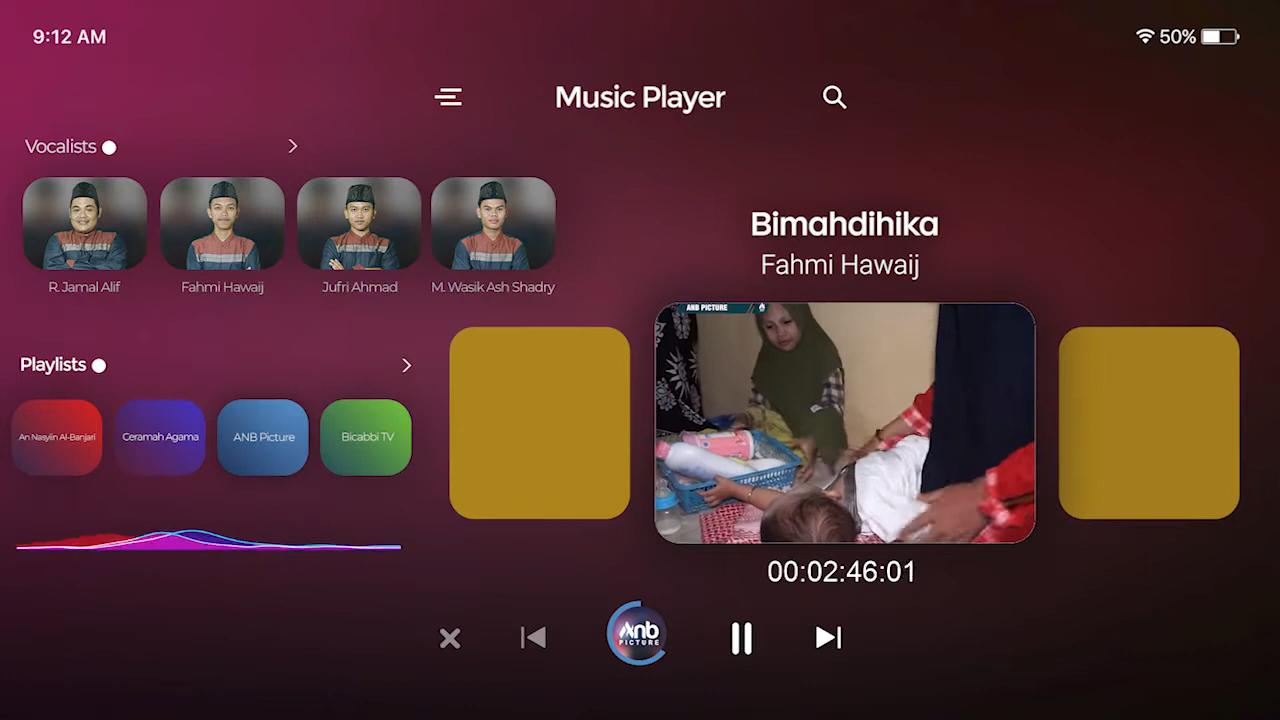 9:12 AM
50%
Music Player
Vocalists
R. Jamal Alif
Fahmi Hawaij
Jufri Ahmad
M. Wasik Ash Shadry
Bimahdihika
Fahmi Hawaij
ANB PICTURE
Playlists
An Nasyiin Al-Banjari
Ceramah Agama
ANB Picture
Bicabbi TV
00:02:46:01
Anb
PICTURE